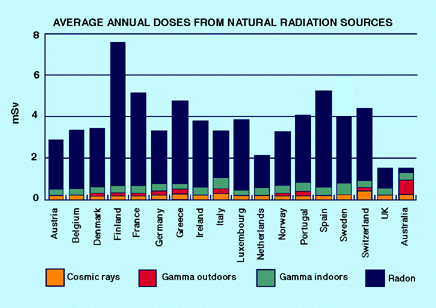 AVERAGE ANNUAL DOSES FROM NATURAL RADIATION SOURCES
8
6
4
2
0
mSv
Austria
Belgium
Denmark
Finland
France
Germany
Greece
Ireland
Italy
Luxembourg
Netherlands
Norway
Portugal
Spain
Sweden
Switzerland
UK
Australia
Cosmic rays
Gamma outdoors
Gamma indoors
Radon